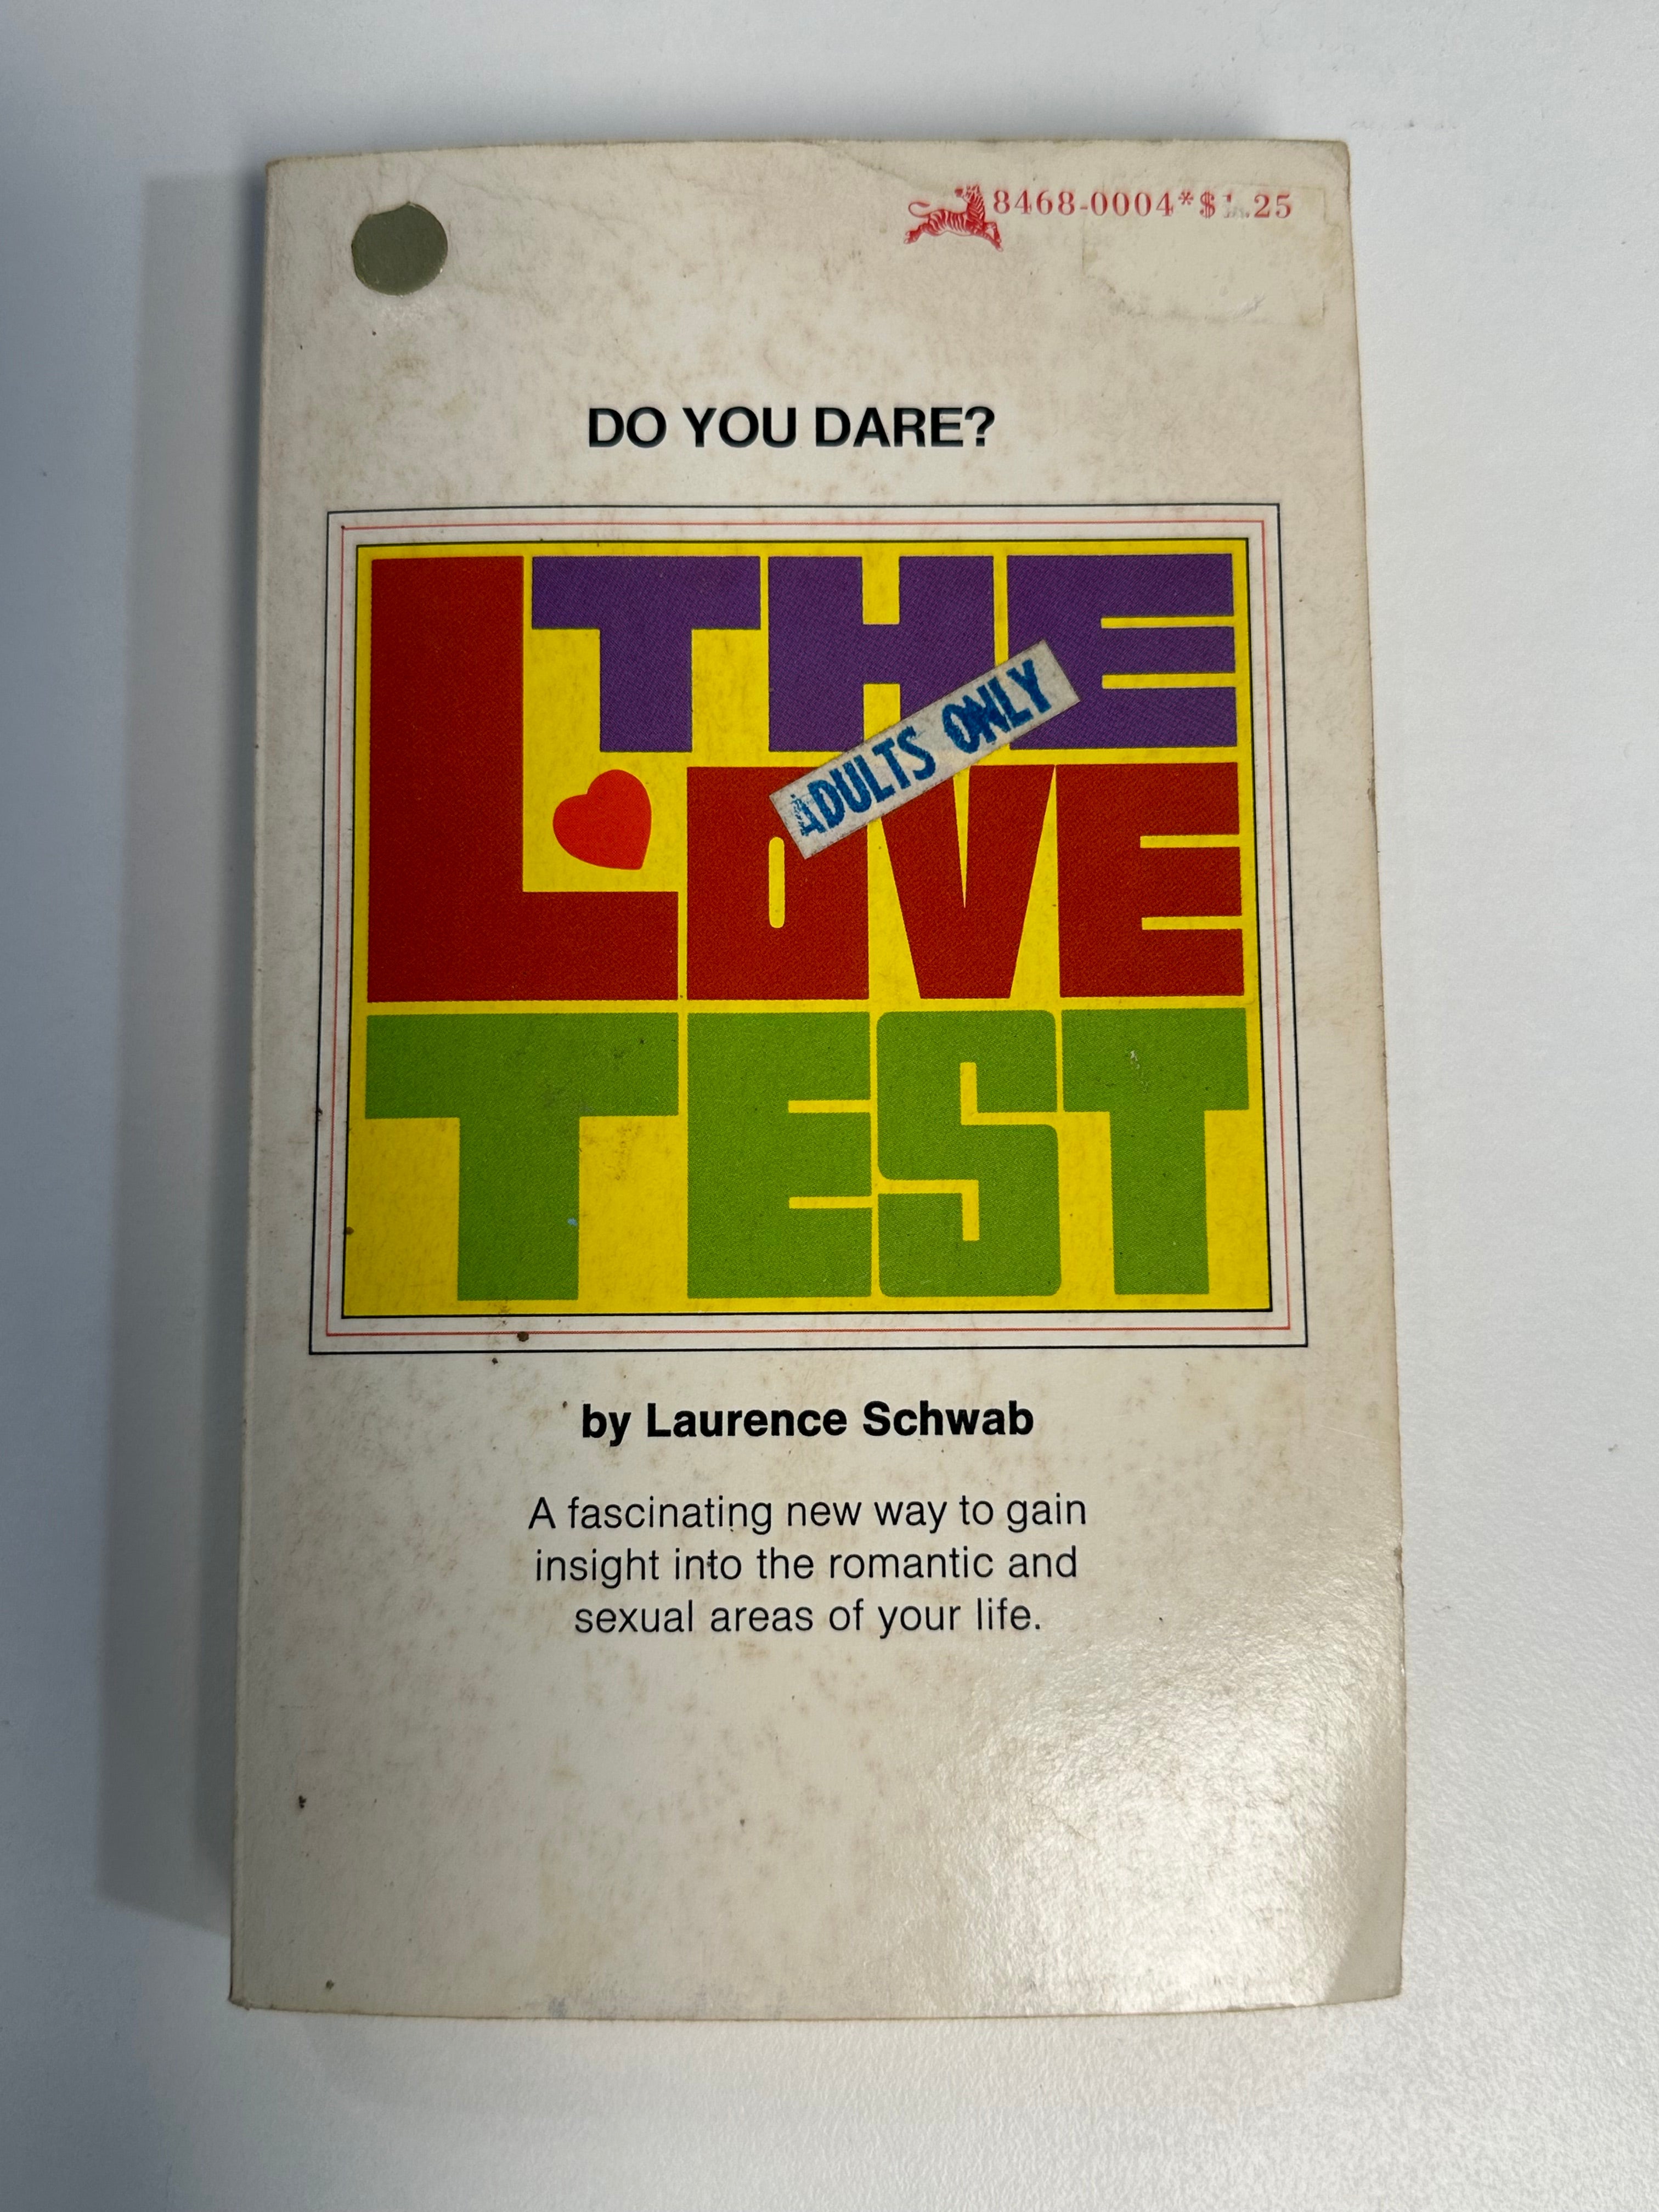 8468-0004*$1.25
DO YOU DARE?
THE
LOVE
ADULTS ONLY
TEST
by Laurence Schwab
A fascinating new way to gain
insight into the romantic and
sexual areas of your life.